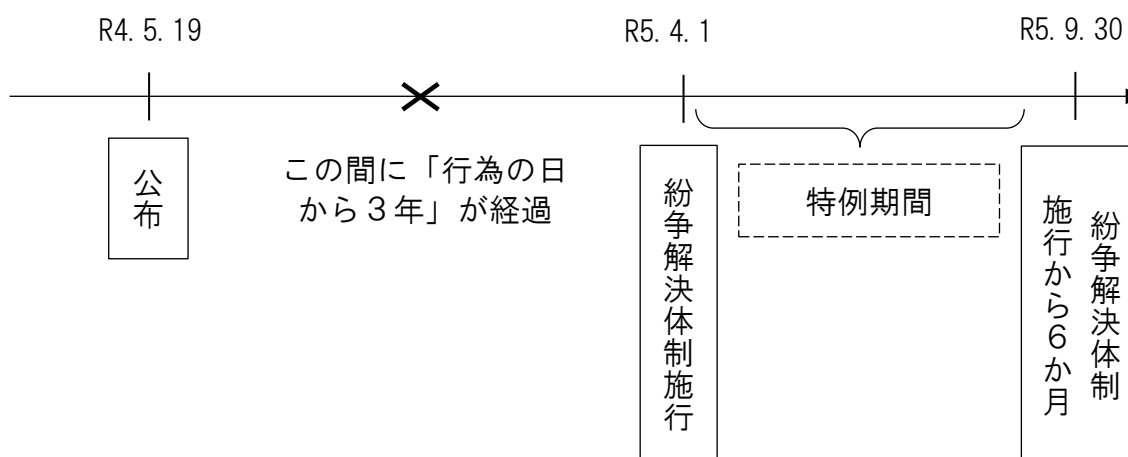 R4.5.19
R5.4.1
R5.9.30
公布
この間に「行為の日
から３年」が経過
紛争解決体制施行
特例期間
紛争解決体制
施行から６か月